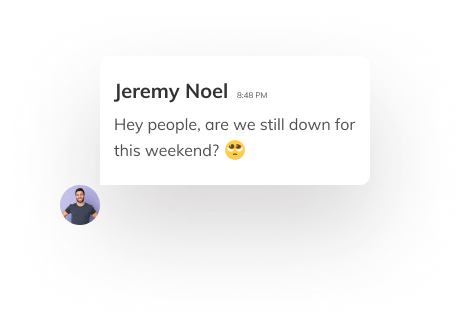 Jeremy Noel 8:48 PM
Hey people, are we still down for
this weekend? 🥺